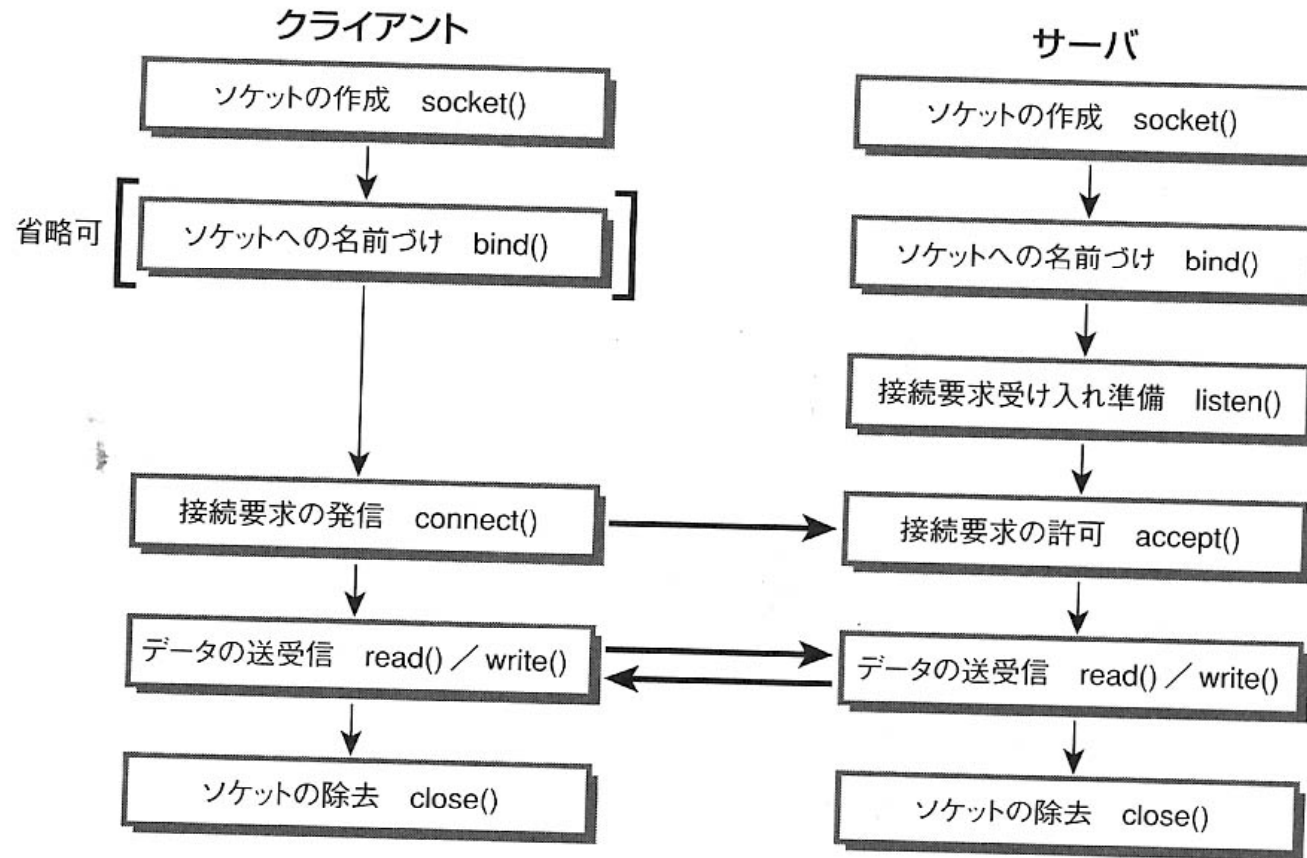 クライアント
ソケットの作成 socket()
省略可
ソケットへの名前づけ bind()
接続要求の発信 connect()
データの送受信 read() ／ write()
ソケットの除去 close()
サーバ
ソケットの作成 socket()
ソケットへの名前づけ bind()
接続要求受け入れ準備 listen()
接続要求の許可 accept()
データの送受信 read() ／ write()
ソケットの除去 close()